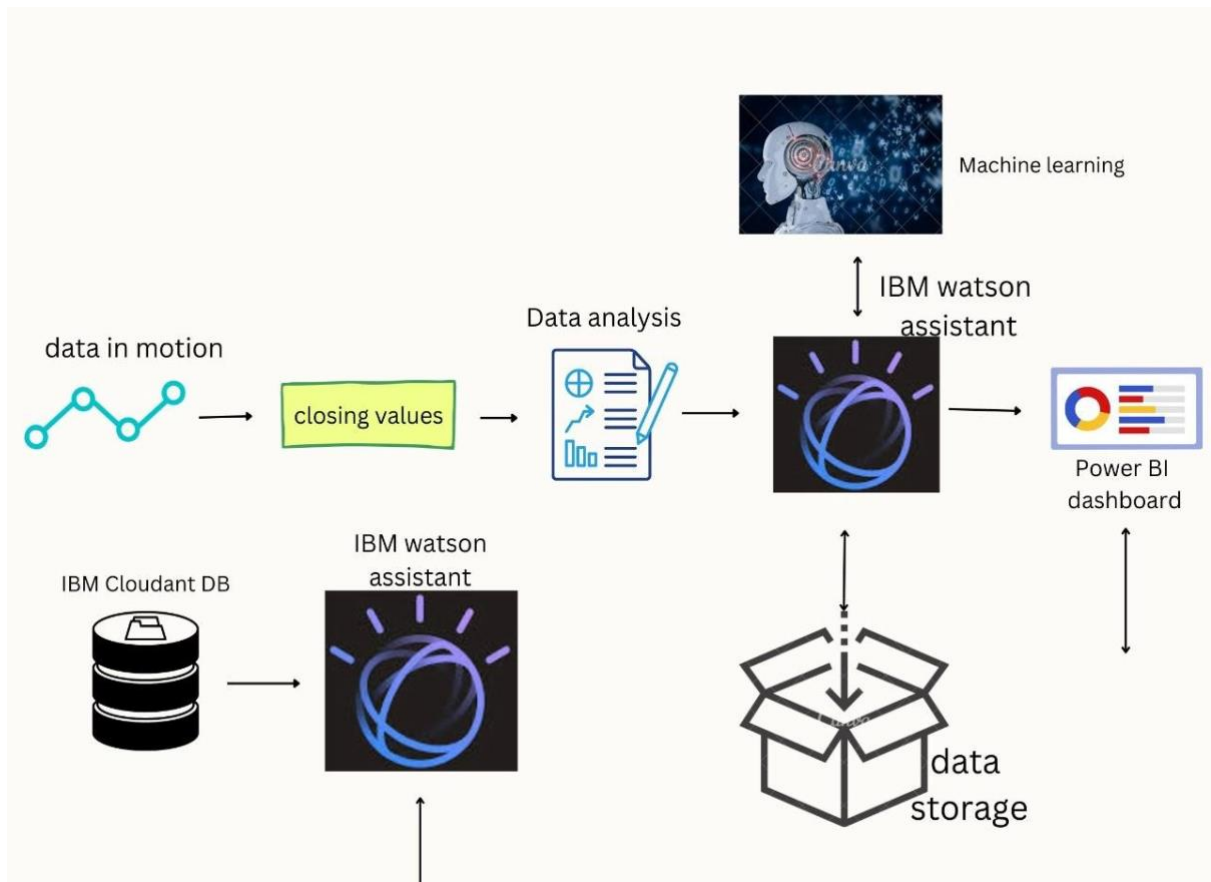 Machine learning
IBM watson
assistant
Data analysis
data in motion
closing values
Power BI
dashboard
IBM watson
assistant
IBM Cloudant DB
data
storage